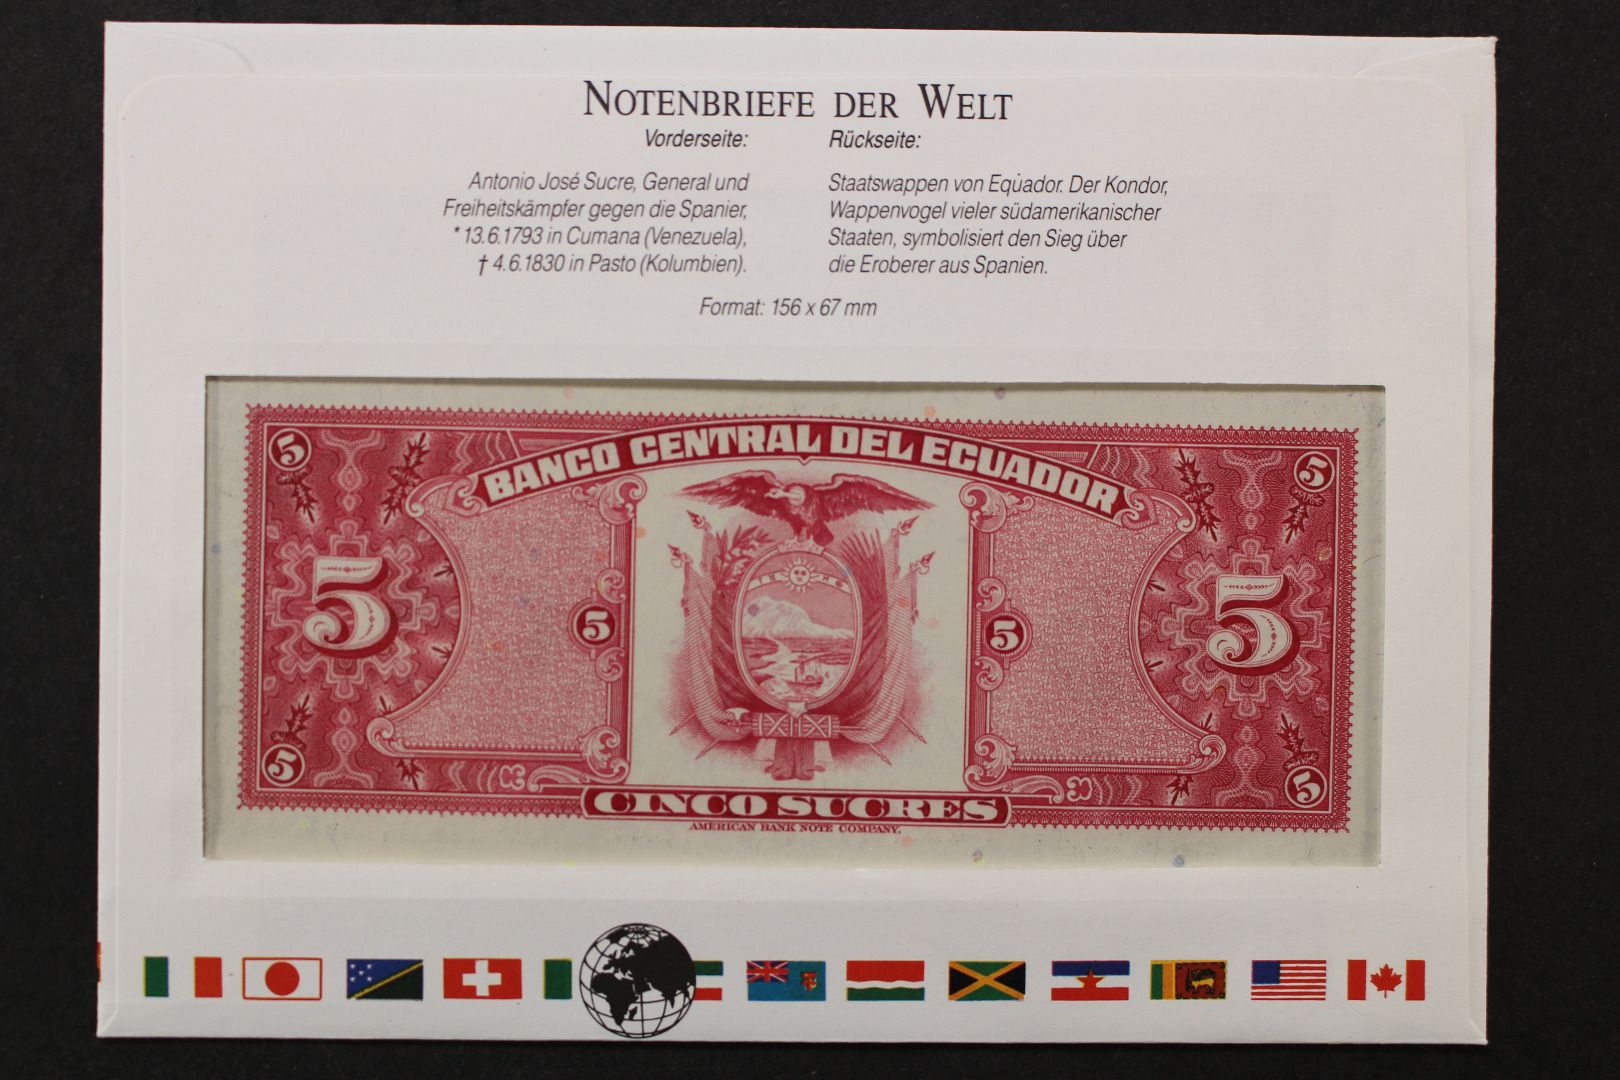 NOTENBRIEFE DER WELT
Vorderseite:
Antonio José Sucre, General und
Freiheitskämpfer gegen die Spanier,
* 13.6.1793 in Cumana (Venezuela),
† 4.6.1830 in Pasto (Kolumbien).
Rückseite:
Staatswappen von Equador. Der Kondor,
Wappenvogel vieler südamerikanischer
Staaten, symbolisiert den Sieg über
die Eroberer aus Spanien.
Format: 156 x 67 mm
BANCO CENTRAL DEL ECUADOR
5 5
5 5 5 5
5 5
CINCO SUCRES
AMERICAN BANK NOTE COMPANY.